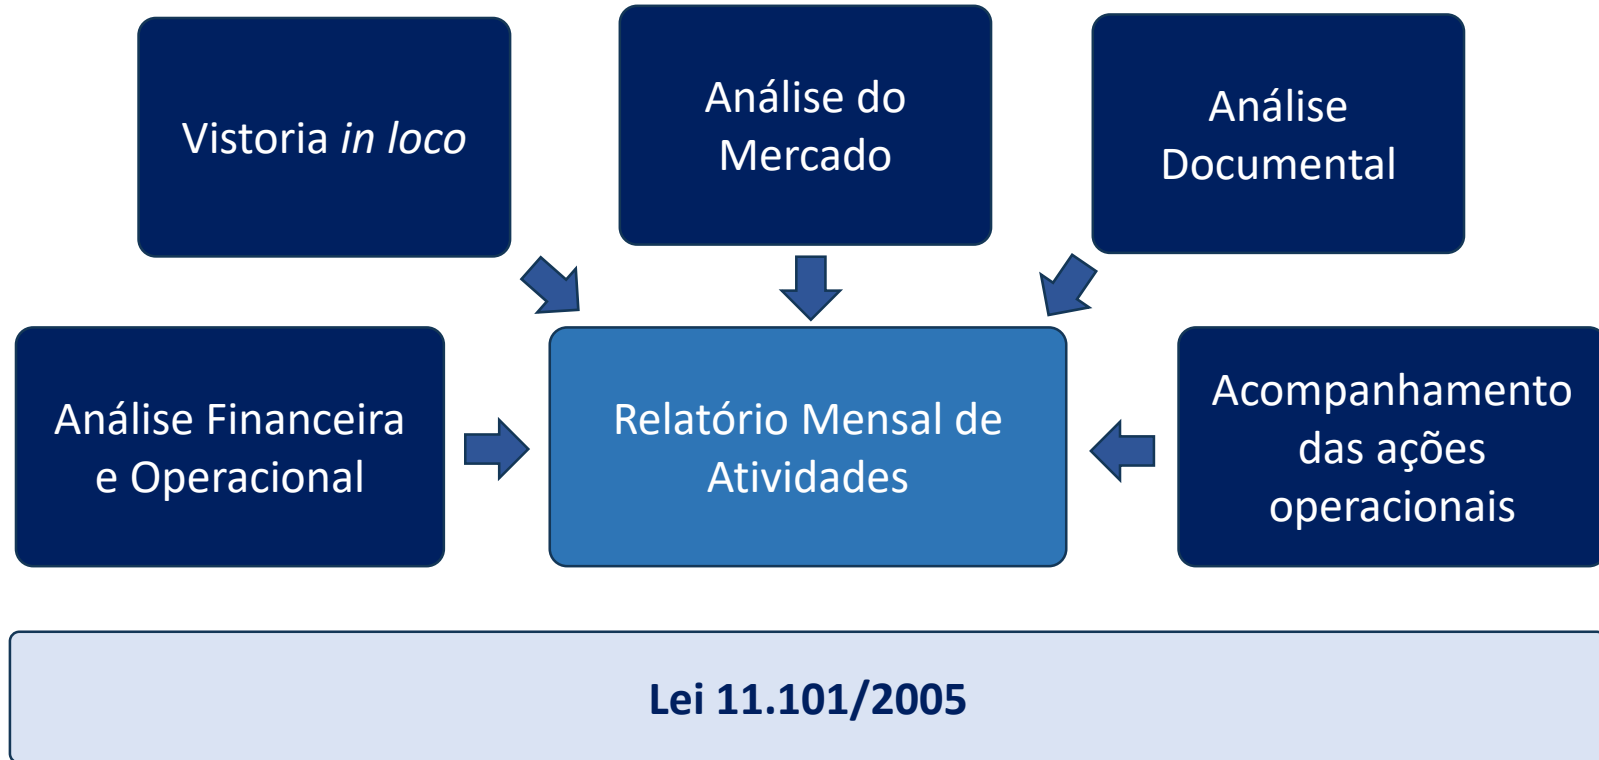 Vistoria in loco
Análise do
Mercado
Análise
Documental
Análise Financeira
e Operacional
Relatório Mensal de
Atividades
Acompanhamento
das ações
operacionais
Lei 11.101/2005